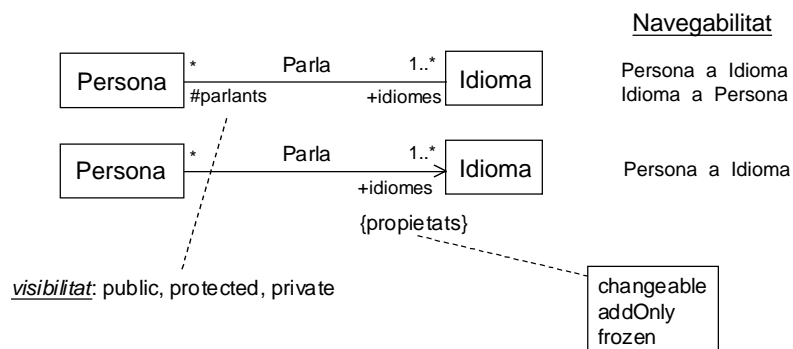 Navegabilitat
* Parla 1..*
Persona Idioma
#parlants +idiomes
Persona a Idioma
Idioma a Persona
* Parla 1..*
Persona Idioma
+idiomes
Persona a Idioma
{propietats}
visibilitat: public, protected, private
changeable
addOnly
frozen